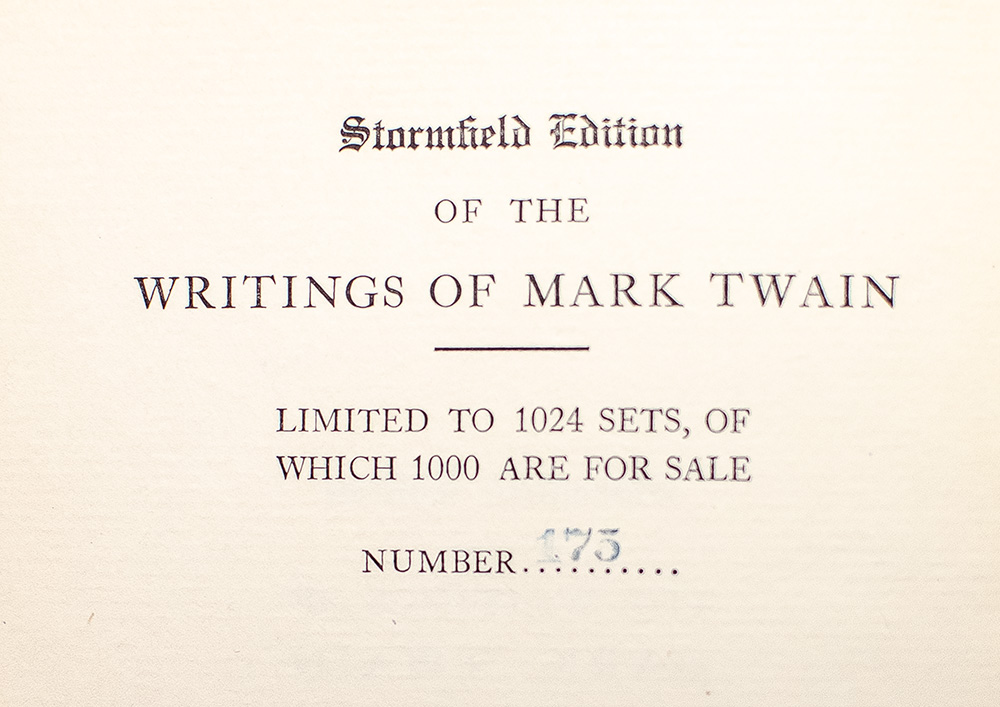 Stormfield Edition
OF THE
WRITINGS OF MARK TWAIN
LIMITED TO 1024 SETS, OF
WHICH 1000 ARE FOR SALE
NUMBER..175........